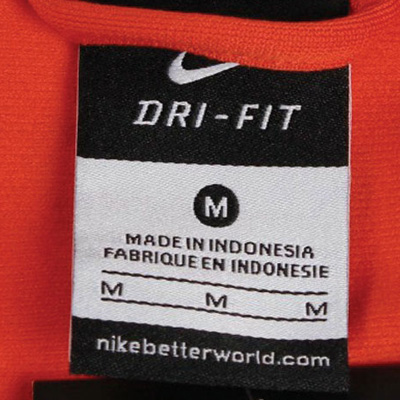 DRI-FIT
M
MADE IN INDONESIA
FABRIQUE EN INDONESIE
M M M
nikebetterworld.com